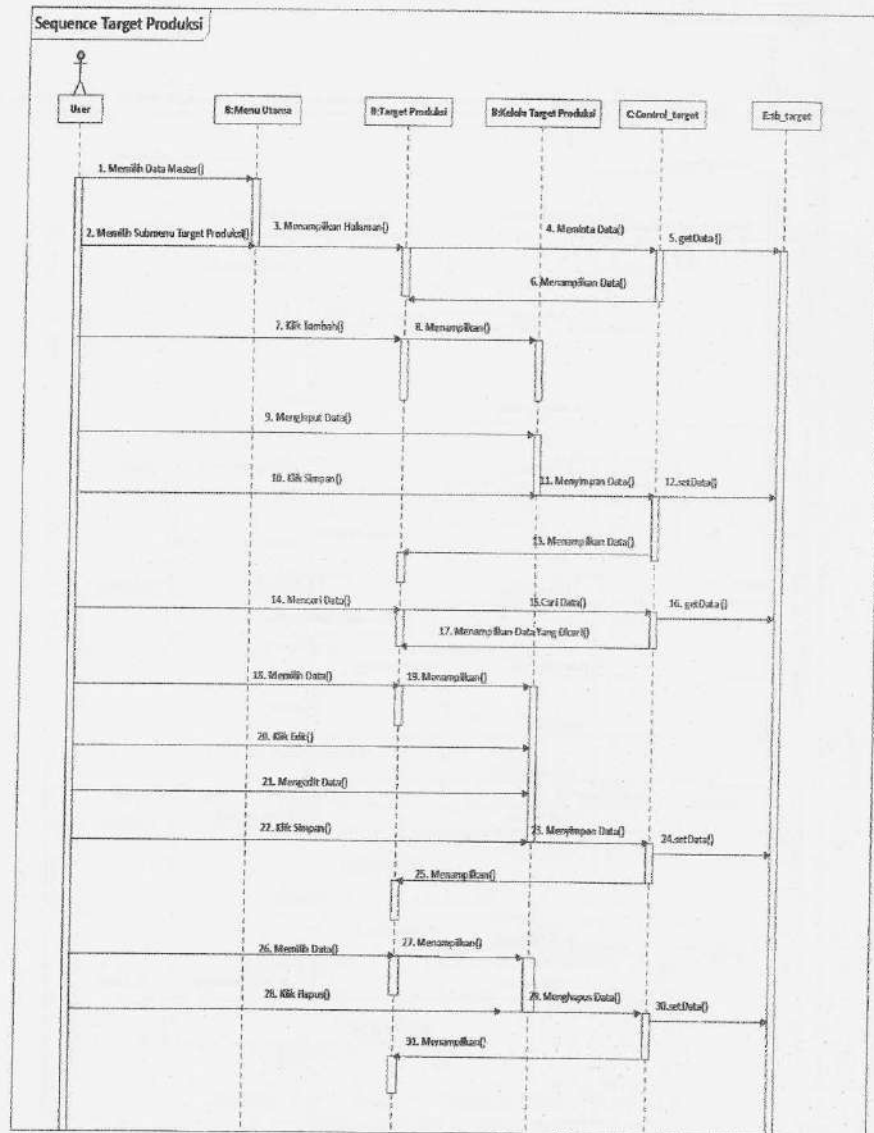 Sequence Target Produksi
User
B:Menu Utama
B:Target Produksi
B:Kelola Target Produksi
C:Control_target
E:tb_target
1. Memilih Data Master()
2. Memilih Submenu Target Produksi()
3. Menampilkan Halaman()
4. Meminta Data()
5. getData()
6. Menampilkan Data()
7. Klik Tambah()
8. Menampilkan()
9. Menginput Data()
10. Klik Simpan()
11. Menyimpan Data()
12.setData()
13. Menampilkan Data()
14. Mencari Data()
15.Cari Data()
16. getData()
17. Menampilkan Data Yang Dicari()
18. Memilih Data()
19. Menampilkan()
20. Klik Edit()
21. Mengedit Data()
22. Klik Simpan()
23. Menyimpan Data()
24.setData()
25. Menampilkan()
26. Memilih Data()
27. Menampilkan()
28. Klik Hapus()
29. Menghapus Data()
30.setData()
31. Menampilkan()